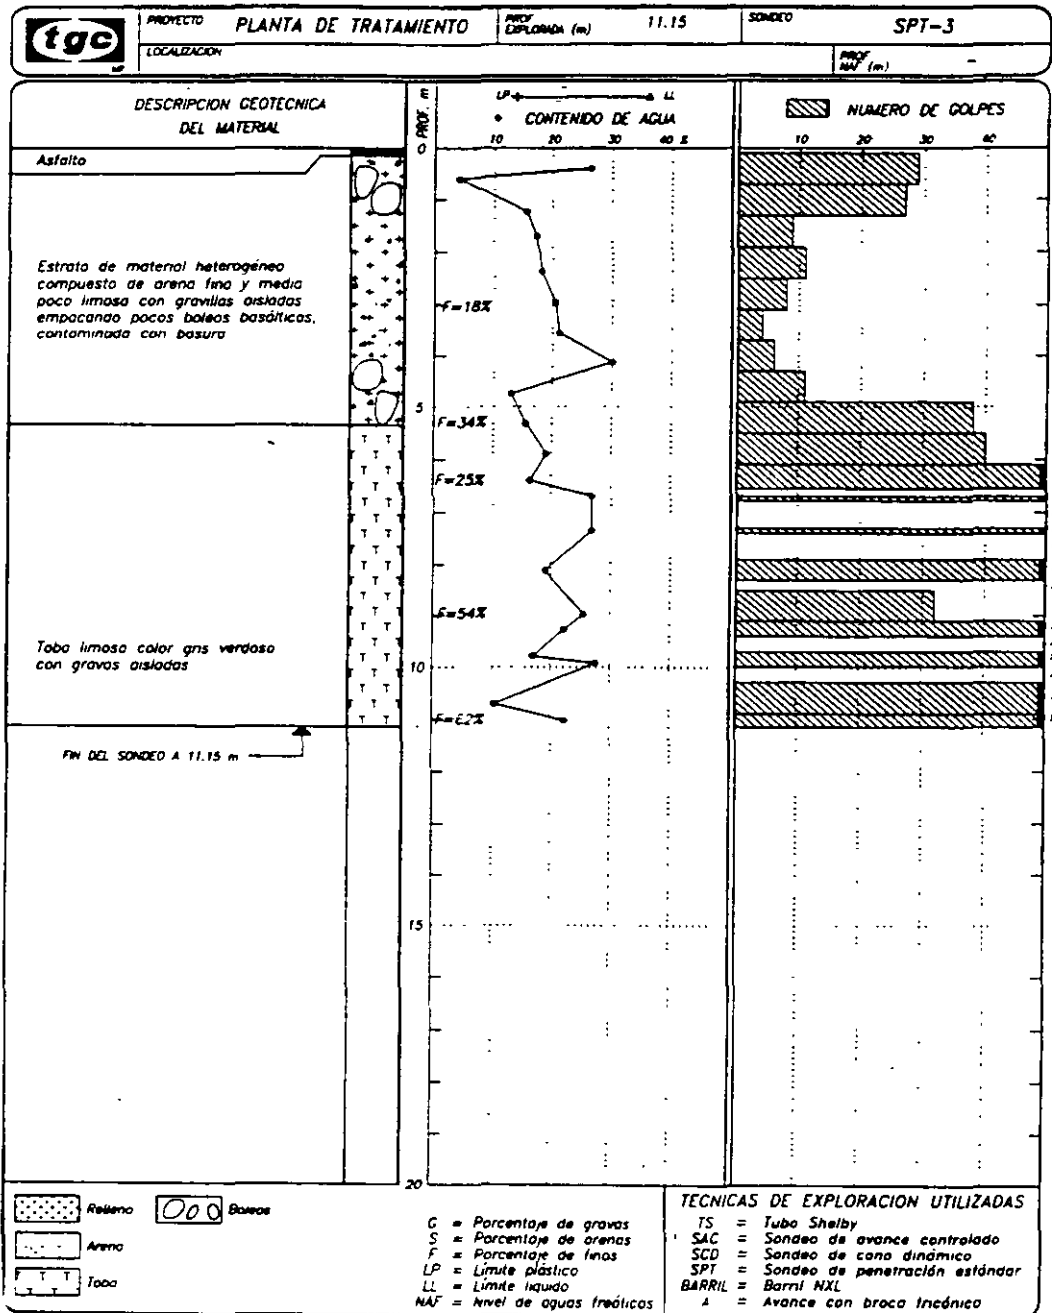 tgc
PROYECTO
PLANTA DE TRATAMIENTO
PROF. EXPLORADA (m)
11.15
SONDEO
SPT-3
LOCALIZACION
PROF. NAF (m)
-
DESCRIPCION GEOTECNICA
DEL MATERIAL
PROF. m
LP LL
CONTENIDO DE AGUA
10 20 30 40 %
NUMERO DE GOLPES
10 20 30 40
0
Asfalto
Estrato de material heterogéneo
compuesto de arena fina y media
poco limosa con gravillas aisladas
empacando pocos boleos basálticos,
contaminada con basura
F=18%
5
F=34%
F=25%
F=54%
Toba limosa color gris verdoso
con gravas aisladas
10
F=62%
FIN DEL SONDEO A 11.15 m
15
20
Relleno
Boleos
Arena
Toba
G = Porcentaje de gravas
S = Porcentaje de arenas
F = Porcentaje de finos
LP = Límite plástico
LL = Límite líquido
NAF = Nivel de aguas freáticas
TECNICAS DE EXPLORACION UTILIZADAS
TS = Tubo Shelby
SAC = Sondeo de avance controlado
SCD = Sondeo de cono dinámico
SPT = Sondeo de penetración estándar
BARRIL = Barril NXL
A = Avance con broca tricónica